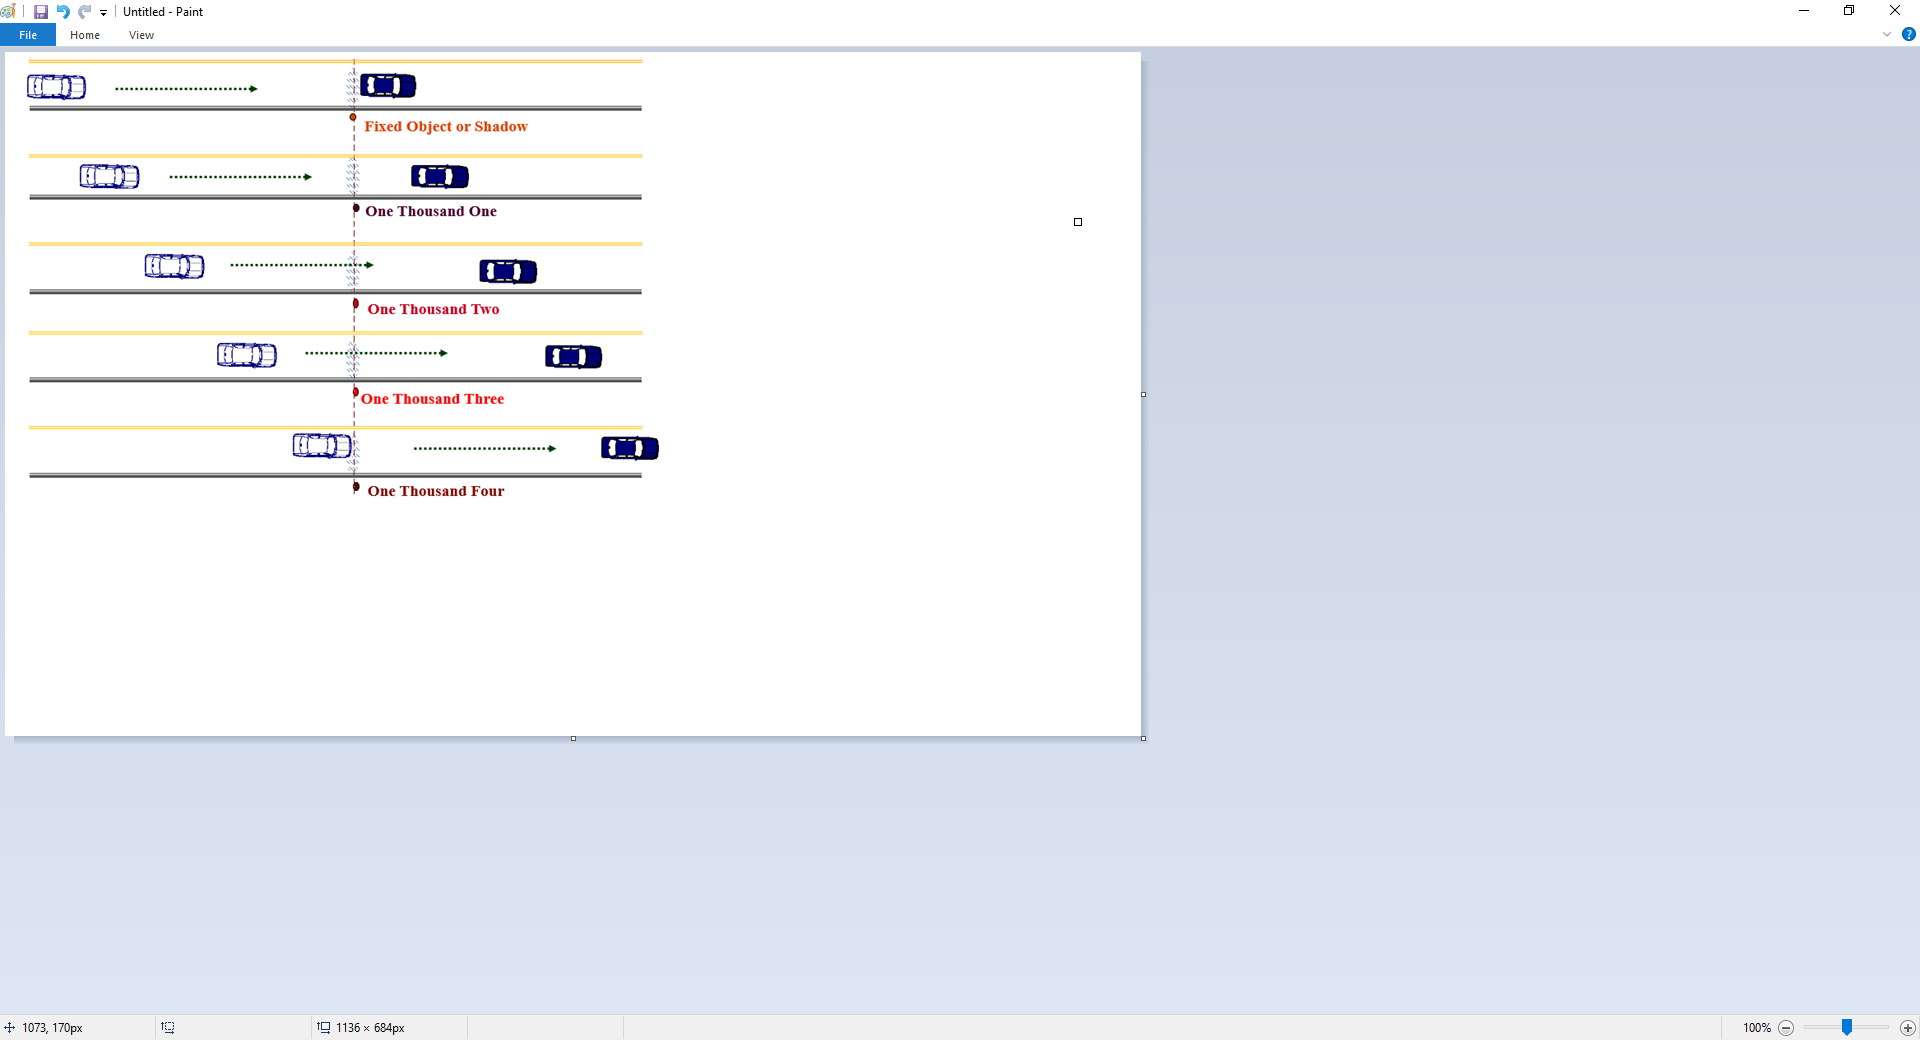 Untitled - Paint
File Home View
Fixed Object or Shadow
One Thousand One
One Thousand Two
One Thousand Three
One Thousand Four
1073, 170px
1136 × 684px
100%